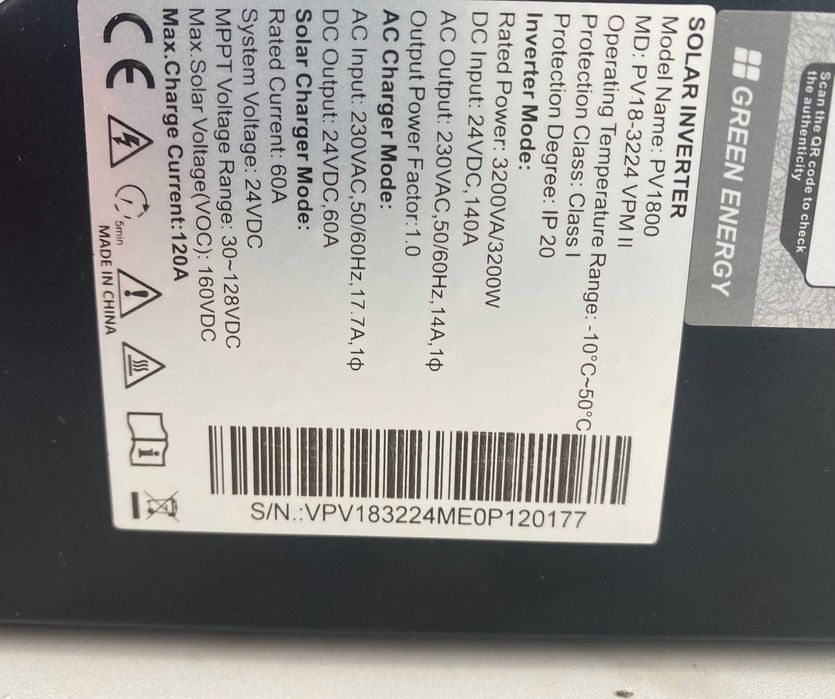 Scan the QR code to check
the authenticity
GREEN ENERGY
SOLAR INVERTER
Model Name: PV1800
MD: PV18-3224 VPM II
Operating Temperature Range: -10°C~50°C
Protection Class: Class I
Protection Degree: IP 20
Inverter Mode:
Rated Power: 3200VA/3200W
DC Input: 24VDC,140A
AC Output: 230VAC,50/60Hz,14A,1ϕ
Output Power Factor:1.0
AC Charger Mode:
AC Input: 230VAC,50/60Hz,17.7A,1ϕ
DC Output: 24VDC,60A
Solar Charger Mode:
Rated Current: 60A
System Voltage: 24VDC
MPPT Voltage Range: 30~128VDC
Max.Solar Voltage(VOC): 160VDC
Max.Charge Current:120A
CE
5min
MADE IN CHINA
S/N.:VPV183224ME0P120177